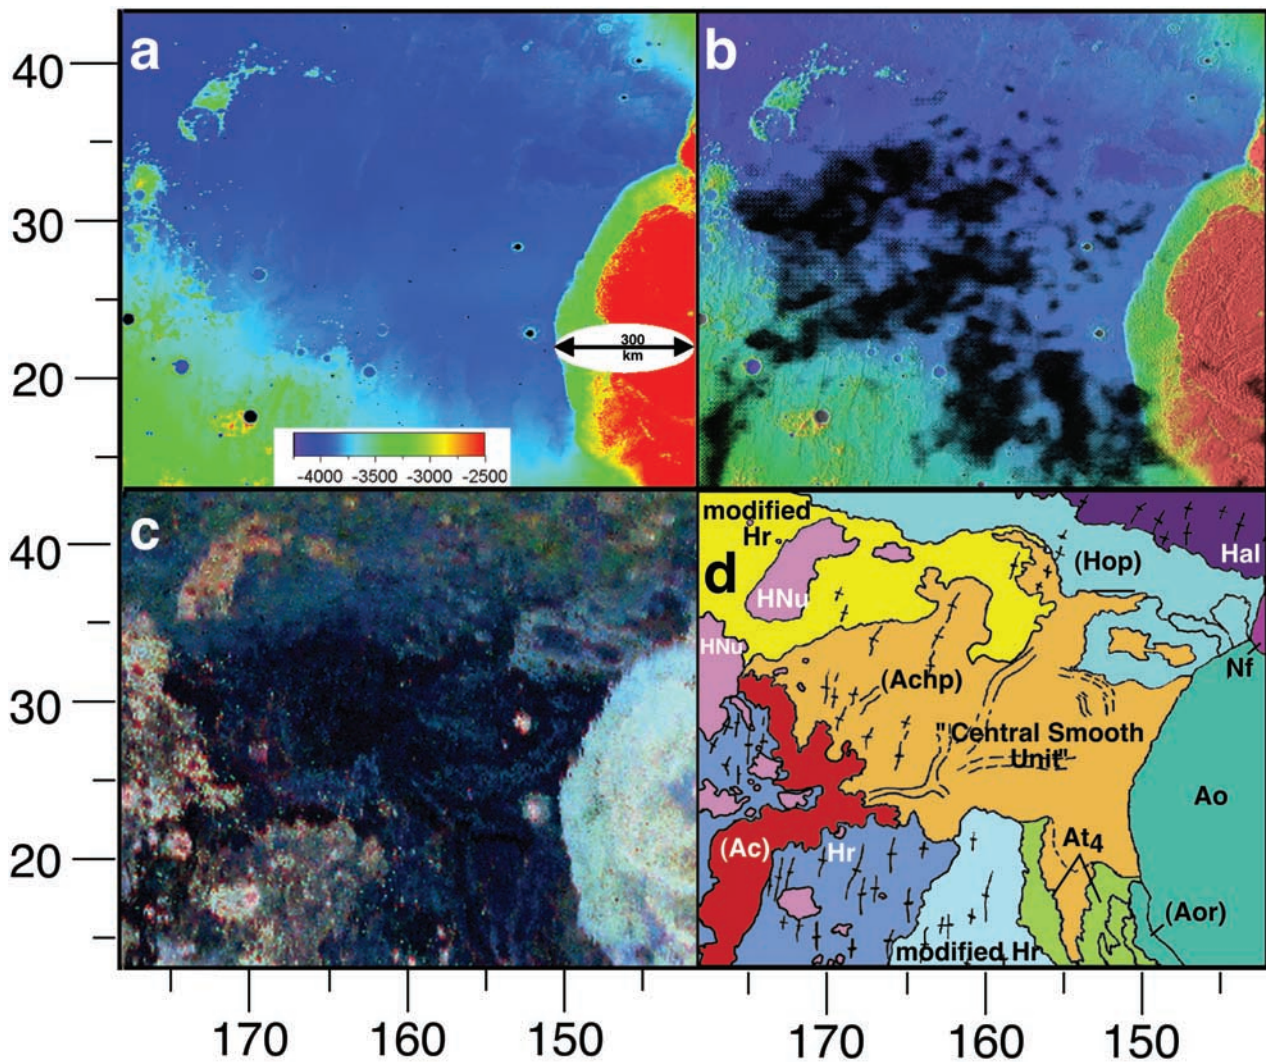 a
b
40
30
20
300
km
-4000 -3500 -3000 -2500
c
d
40
30
20
modified
Hr
HNu
HNu
(Hop)
Hal
Nf
(Achp)
"Central Smooth
Unit"
Ao
(Ac)
Hr
At4
(Aor)
modified Hr
170 160 150
170 160 150